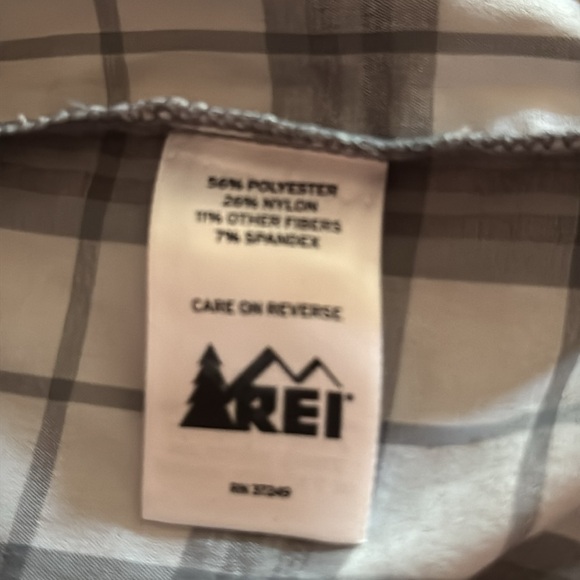 56% POLYESTER
26% NYLON
11% OTHER FIBERS
7% SPANDEX
CARE ON REVERSE
REI
RN 37249